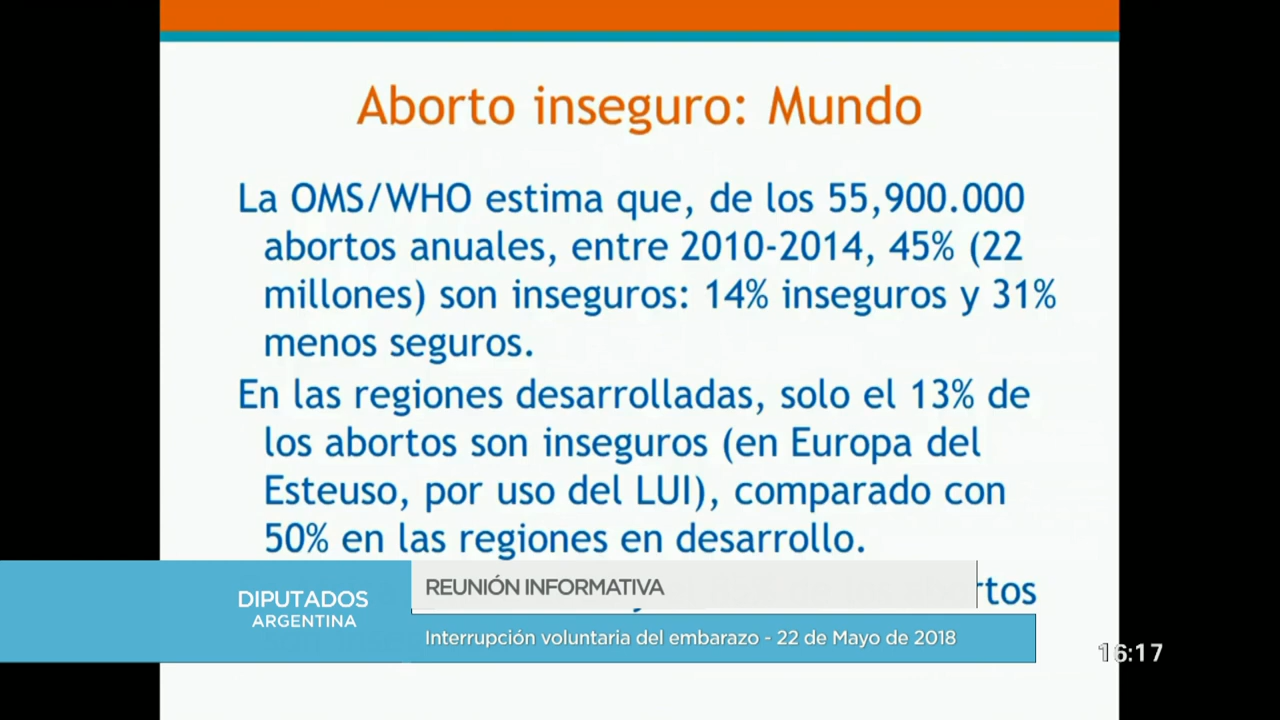 Aborto inseguro: Mundo
La OMS/WHO estima que, de los 55,900.000
abortos anuales, entre 2010-2014, 45% (22
millones) son inseguros: 14% inseguros y 31%
menos seguros.
En las regiones desarrolladas, solo el 13% de
los abortos son inseguros (en Europa del
Esteuso, por uso del LUI), comparado con
50% en las regiones en desarrollo.
DIPUTADOS
ARGENTINA
REUNIÓN INFORMATIVA
Interrupción voluntaria del embarazo - 22 de Mayo de 2018
16:17